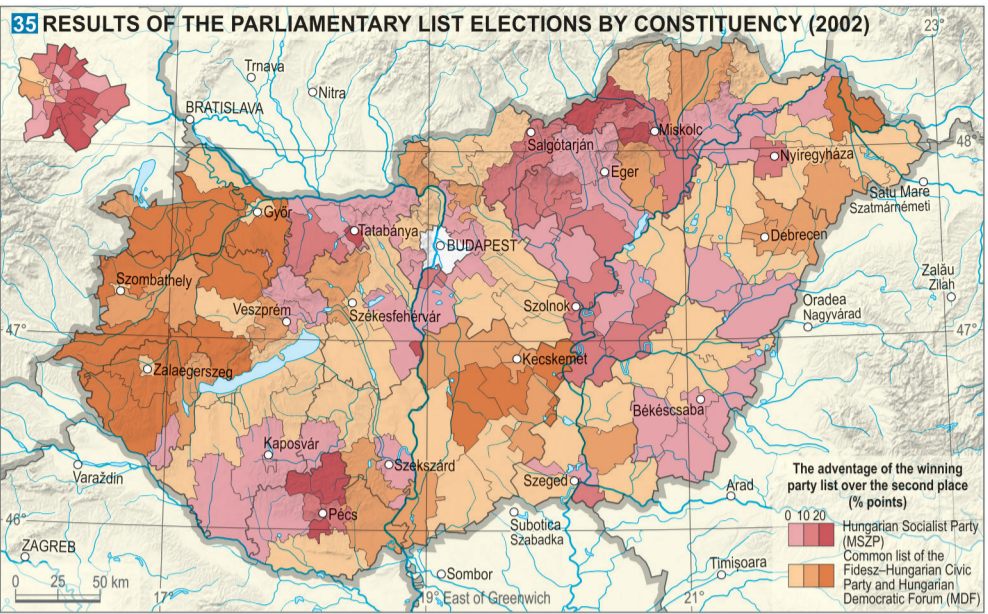 35 RESULTS OF THE PARLIAMENTARY LIST ELECTIONS BY CONSTITUENCY (2002)
23°
Trnava
Nitra
BRATISLAVA
Miskolc
Salgótarján
48°
Nyíregyháza
Eger
Satu Mare
Szatmárnémeti
Győr
Tatabánya
BUDAPEST
Debrecen
Szombathely
Zalău
Zilah
Veszprém
Székesfehérvár
Szolnok
Oradea
Nagyvárad
47°
47°
Kecskemét
Zalaegerszeg
Békéscsaba
Kaposvár
Szekszárd
Varaždin
Szeged
Arad
Pécs
46°
Subotica
Szabadka
ZAGREB
Timisoara
Sombor
0 25 50 km
17°
19° East of Greenwich
21°
The advantage of the winning
party list over the second place
(% points)
0 10 20
Hungarian Socialist Party
(MSZP)
Common list of the
Fidesz–Hungarian Civic
Party and Hungarian
Democratic Forum (MDF)